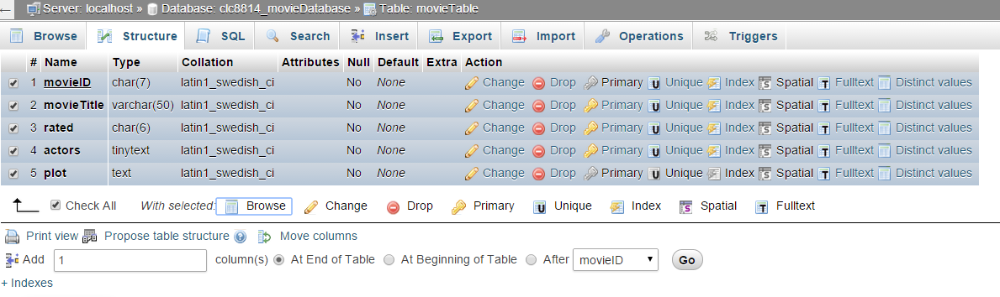 Server: localhost » Database: clc8814_movieDatabase » Table: movieTable
Browse Structure SQL Search Insert Export Import Operations Triggers
# Name Type Collation Attributes Null Default Extra Action
1 movieID char(7) latin1_swedish_ci No None Change Drop Primary Unique Index Spatial Fulltext Distinct values
2 movieTitle varchar(50) latin1_swedish_ci No None Change Drop Primary Unique Index Spatial Fulltext Distinct values
3 rated char(6) latin1_swedish_ci No None Change Drop Primary Unique Index Spatial Fulltext Distinct values
4 actors tinytext latin1_swedish_ci No None Change Drop Primary Unique Index Spatial Fulltext Distinct values
5 plot text latin1_swedish_ci No None Change Drop Primary Unique Index Spatial Fulltext Distinct values
Check All With selected: Browse Change Drop Primary Unique Index Spatial Fulltext
Print view Propose table structure Move columns
Add 1 column(s) At End of Table At Beginning of Table After movieID Go
+ Indexes